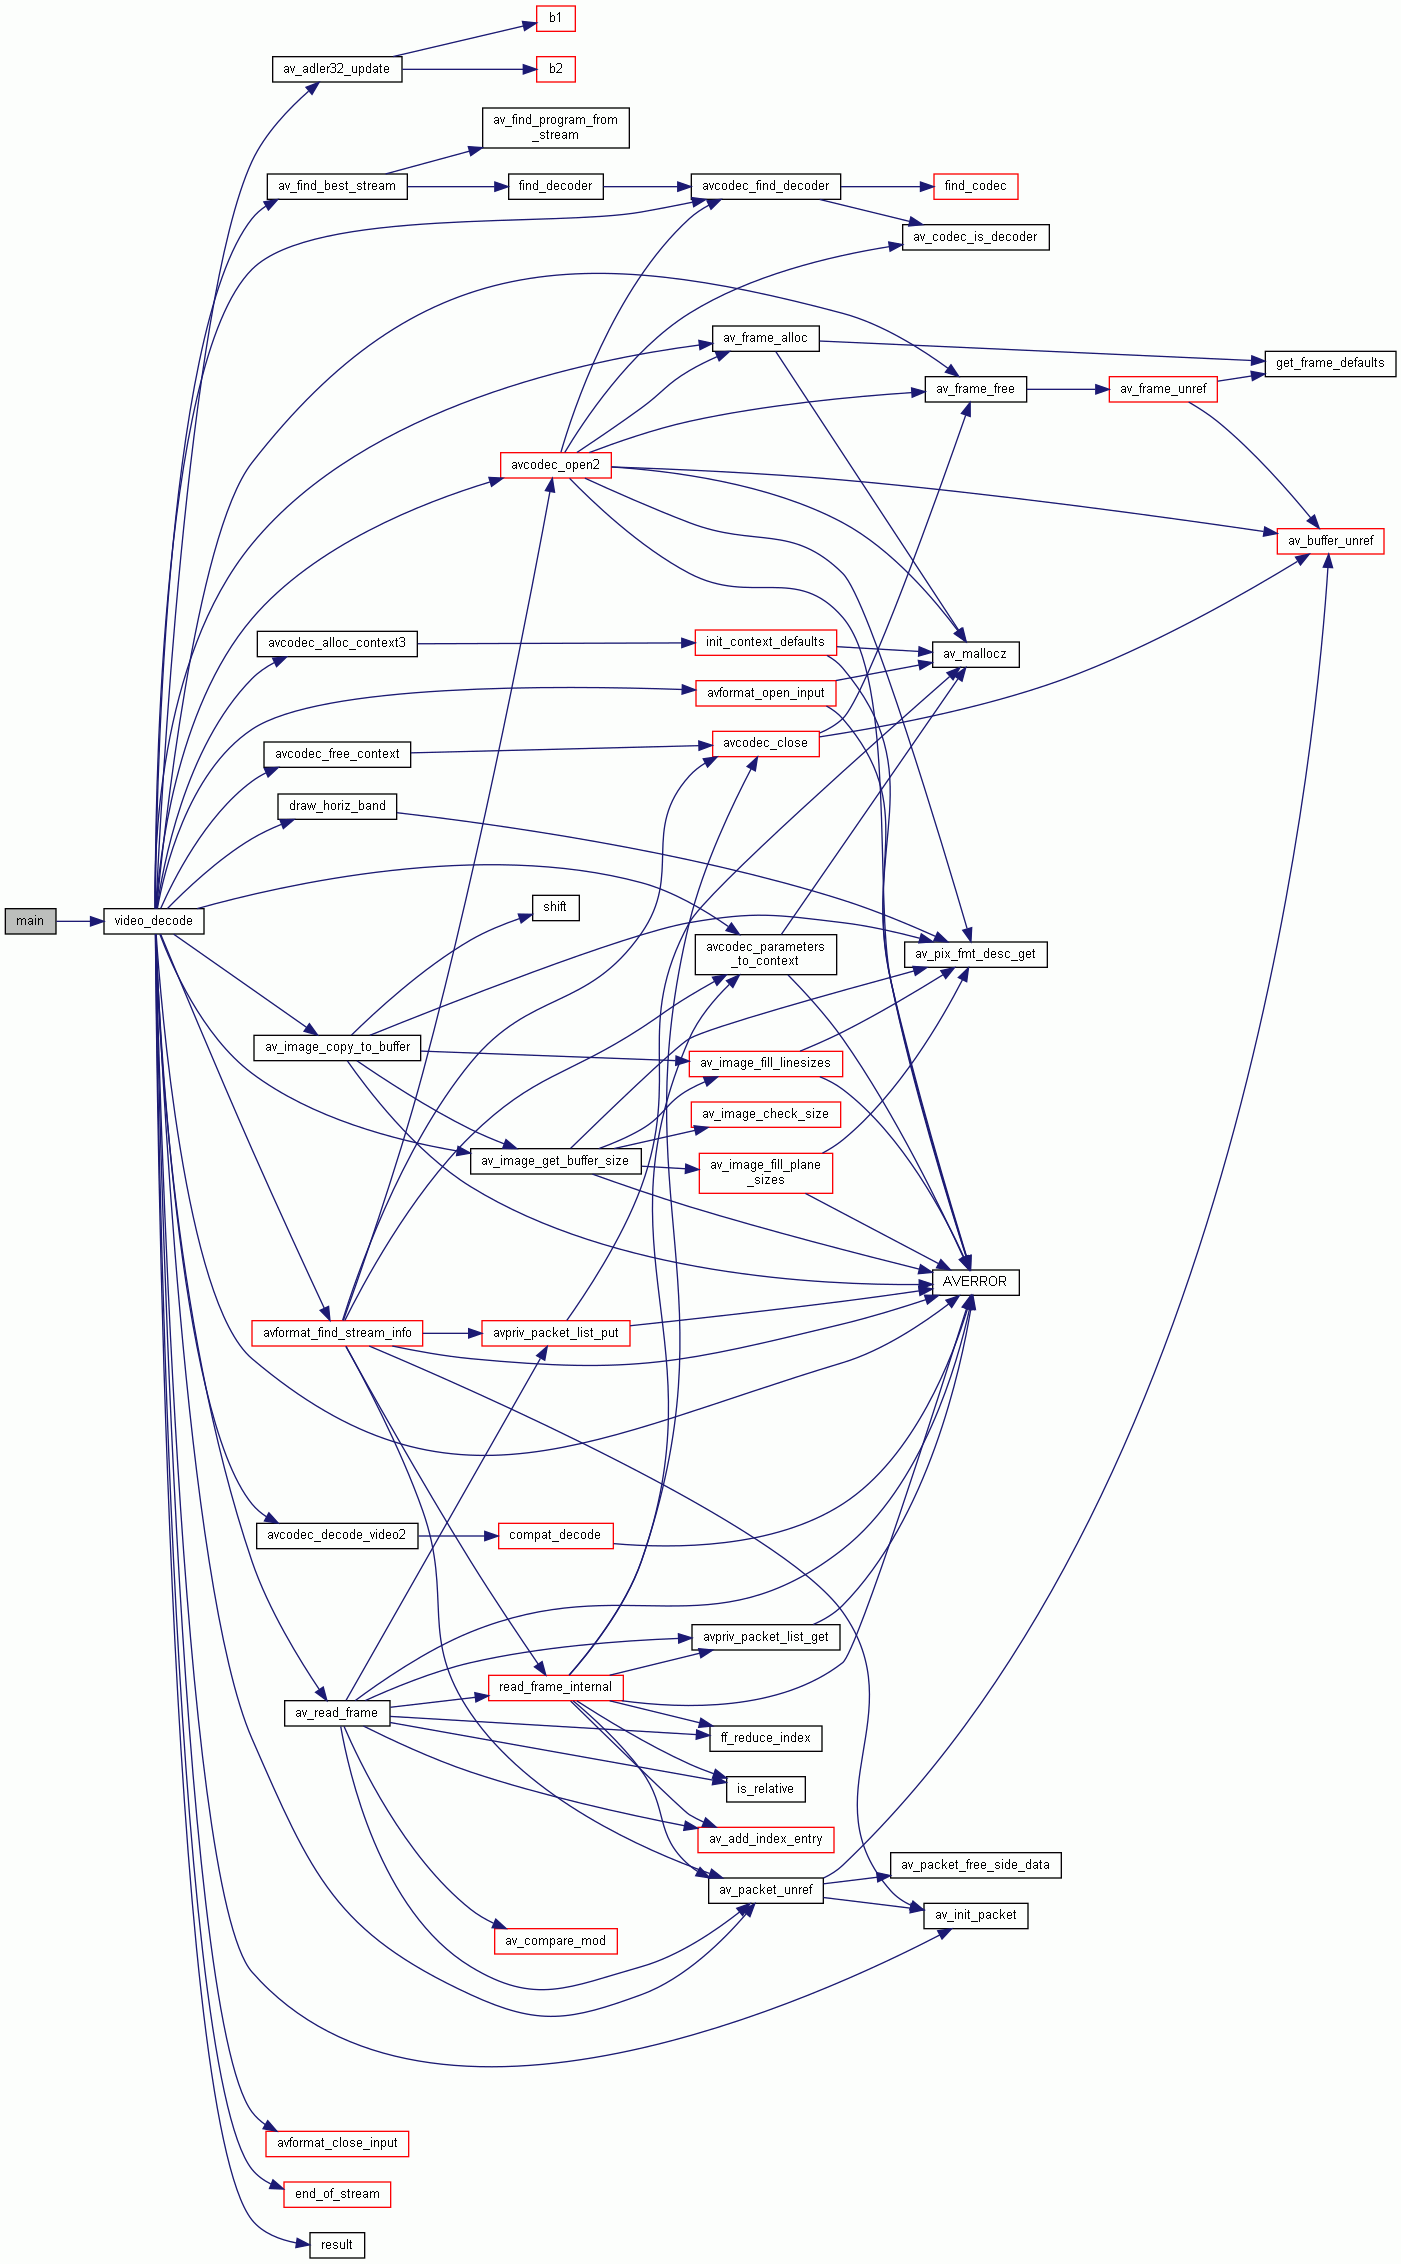 b1
av_adler32_update
b2
av_find_program_from
_stream
av_find_best_stream
find_decoder
avcodec_find_decoder
find_codec
av_codec_is_decoder
av_frame_alloc
get_frame_defaults
av_frame_free
av_frame_unref
avcodec_open2
av_buffer_unref
avcodec_alloc_context3
init_context_defaults
av_mallocz
avformat_open_input
avcodec_free_context
avcodec_close
draw_horiz_band
shift
main
video_decode
avcodec_parameters
_to_context
av_pix_fmt_desc_get
av_image_copy_to_buffer
av_image_fill_linesizes
av_image_check_size
av_image_get_buffer_size
av_image_fill_plane
_sizes
AVERROR
avformat_find_stream_info
avpriv_packet_list_put
avcodec_decode_video2
compat_decode
avpriv_packet_list_get
read_frame_internal
av_read_frame
ff_reduce_index
is_relative
av_add_index_entry
av_packet_free_side_data
av_packet_unref
av_init_packet
av_compare_mod
avformat_close_input
end_of_stream
result